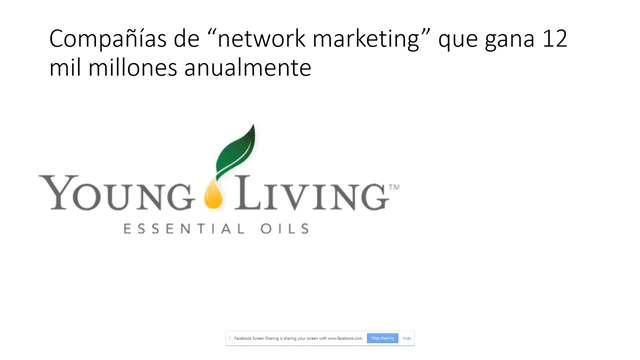 Compañías de “network marketing” que gana 12
mil millones anualmente
YOUNG LIVING™
ESSENTIAL OILS
Facebook Screen Sharing is sharing your screen with www.facebook.com. Stop sharing Hide